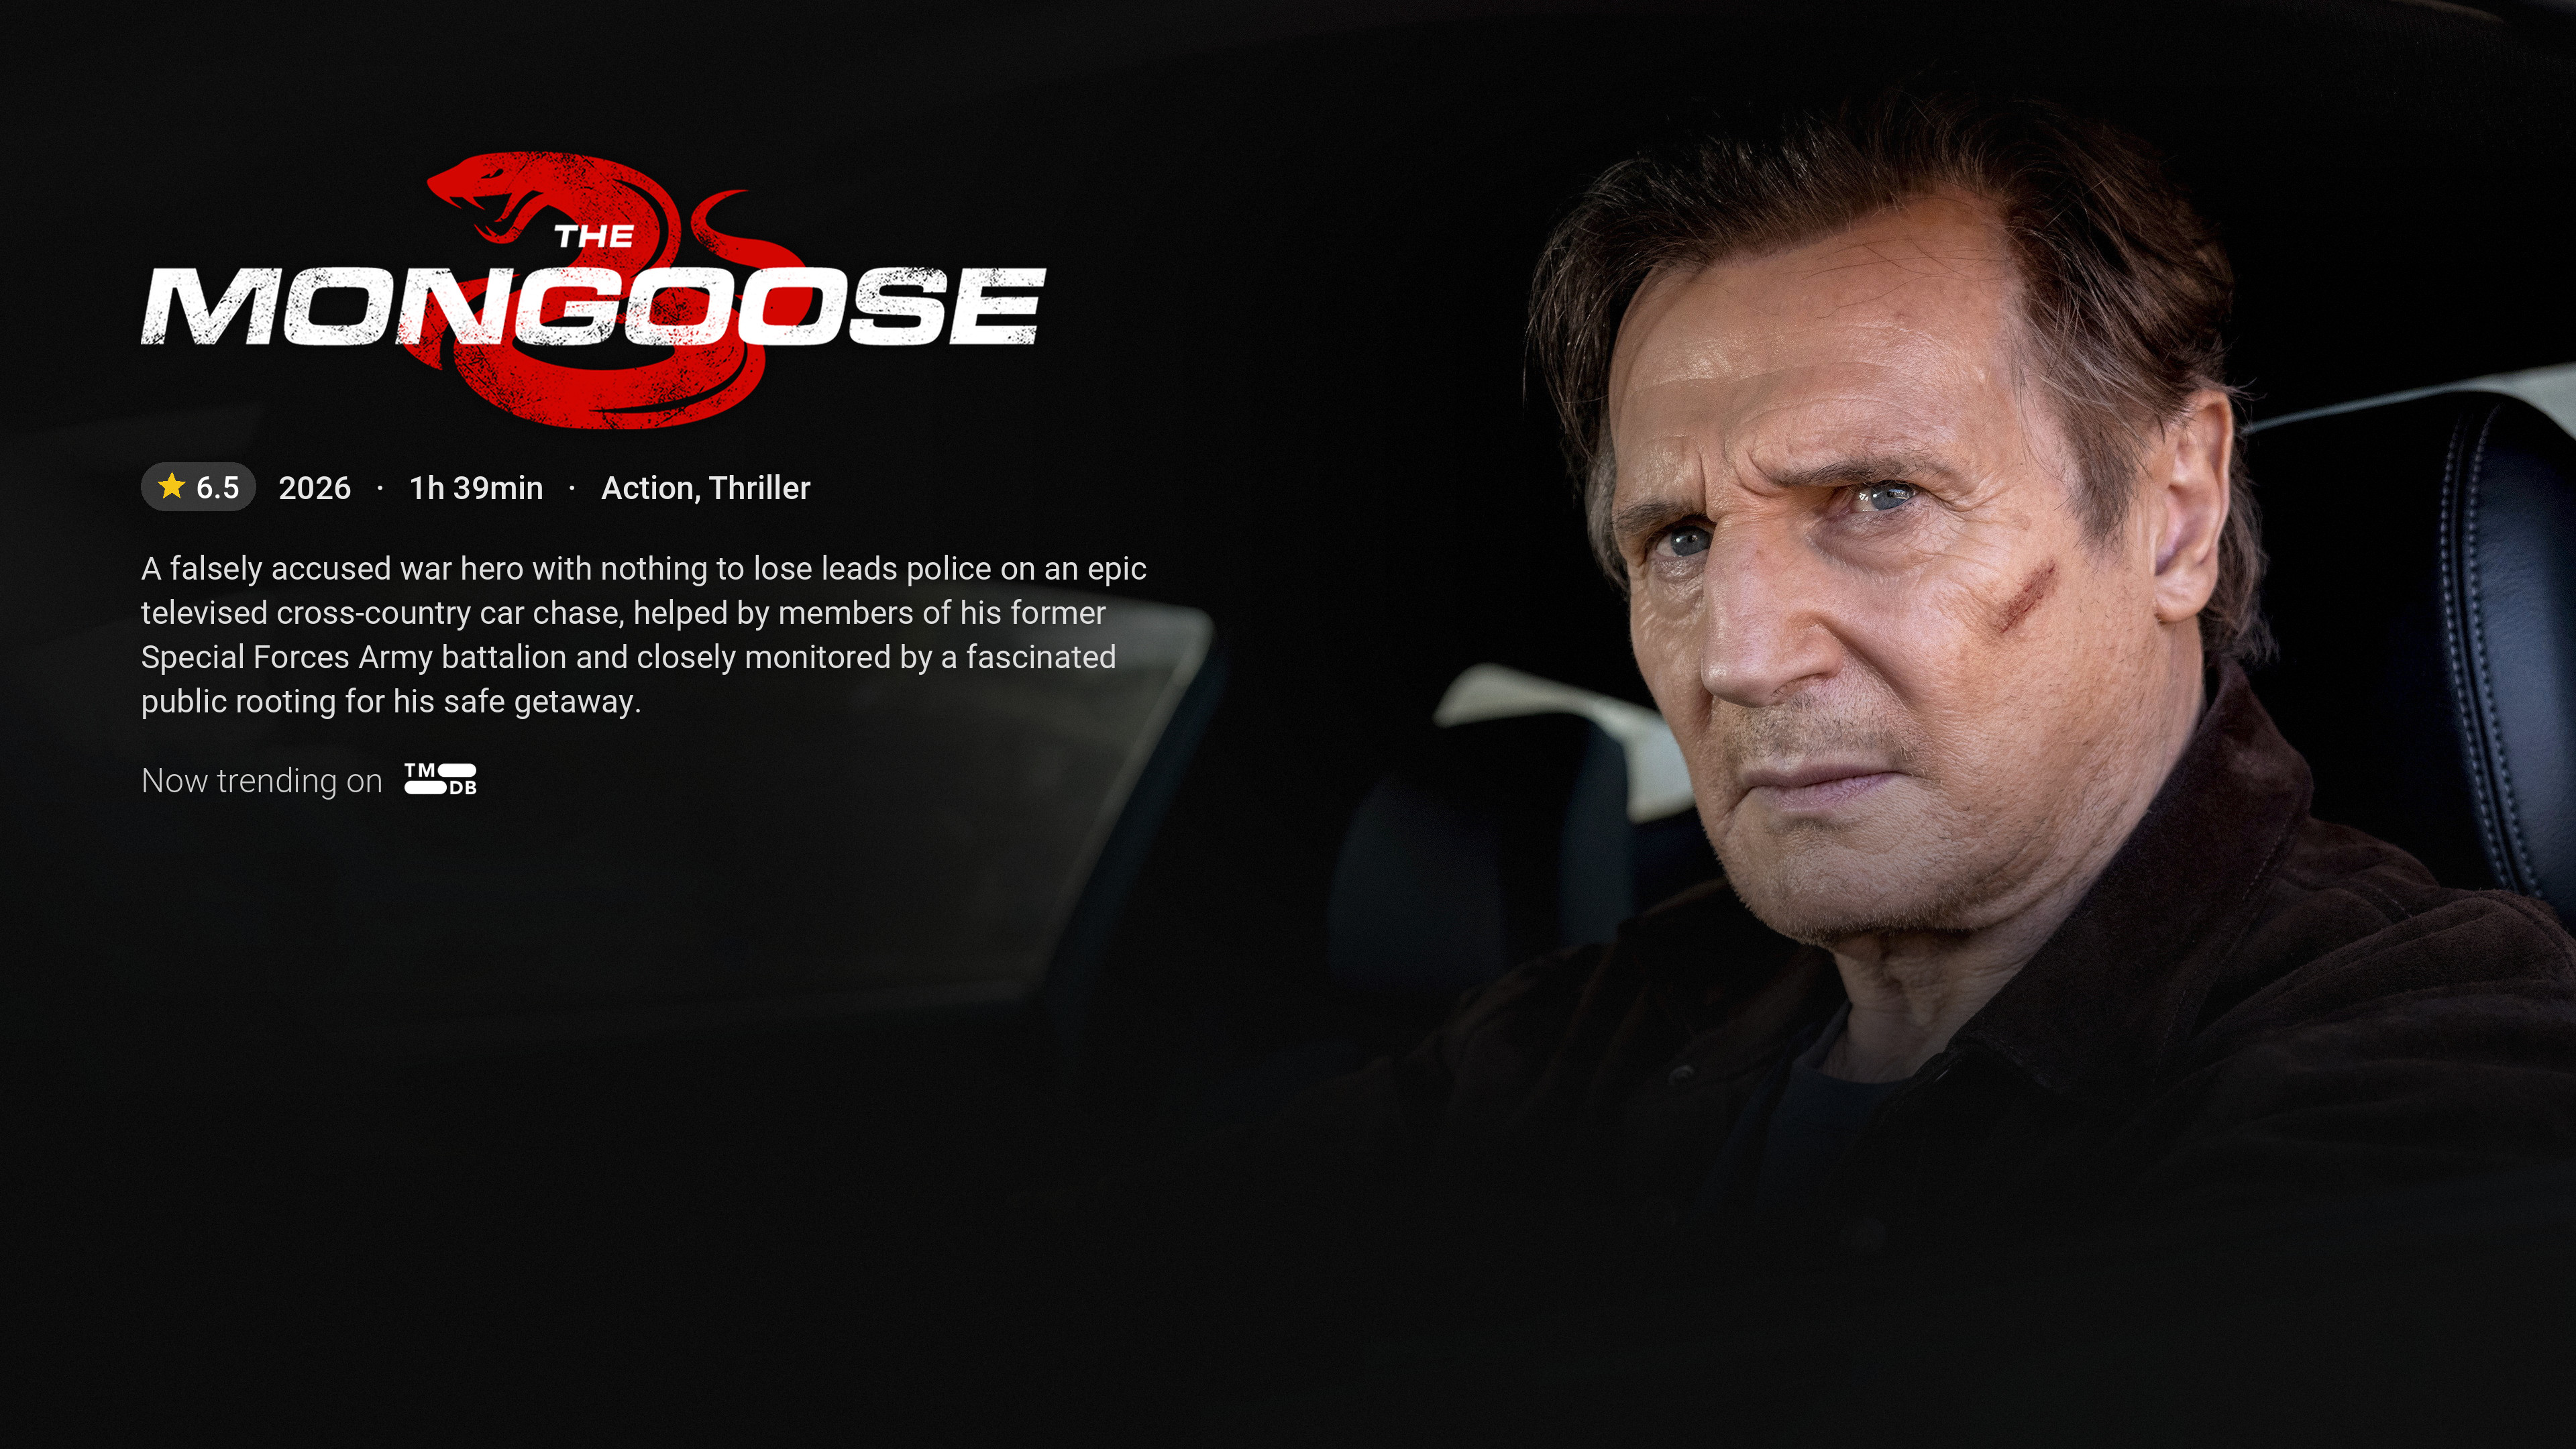 THE
MONGOOSE
6.5 2026 · 1h 39min · Action, Thriller
A falsely accused war hero with nothing to lose leads police on an epic
televised cross-country car chase, helped by members of his former
Special Forces Army battalion and closely monitored by a fascinated
public rooting for his safe getaway.
Now trending on TMDB